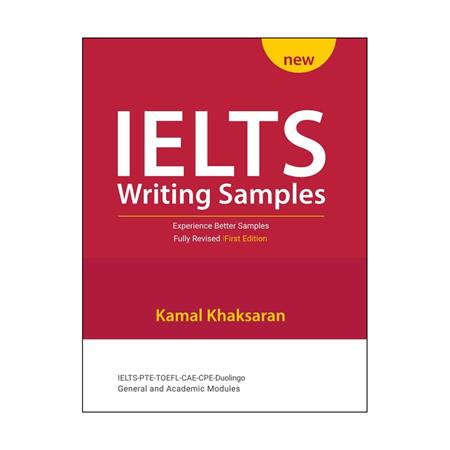 new
IELTS
Writing Samples
Experience Better Samples
Fully Revised |First Edition
Kamal Khaksaran
IELTS-PTE-TOEFL-CAE-CPE-Duolingo
General and Academic Modules